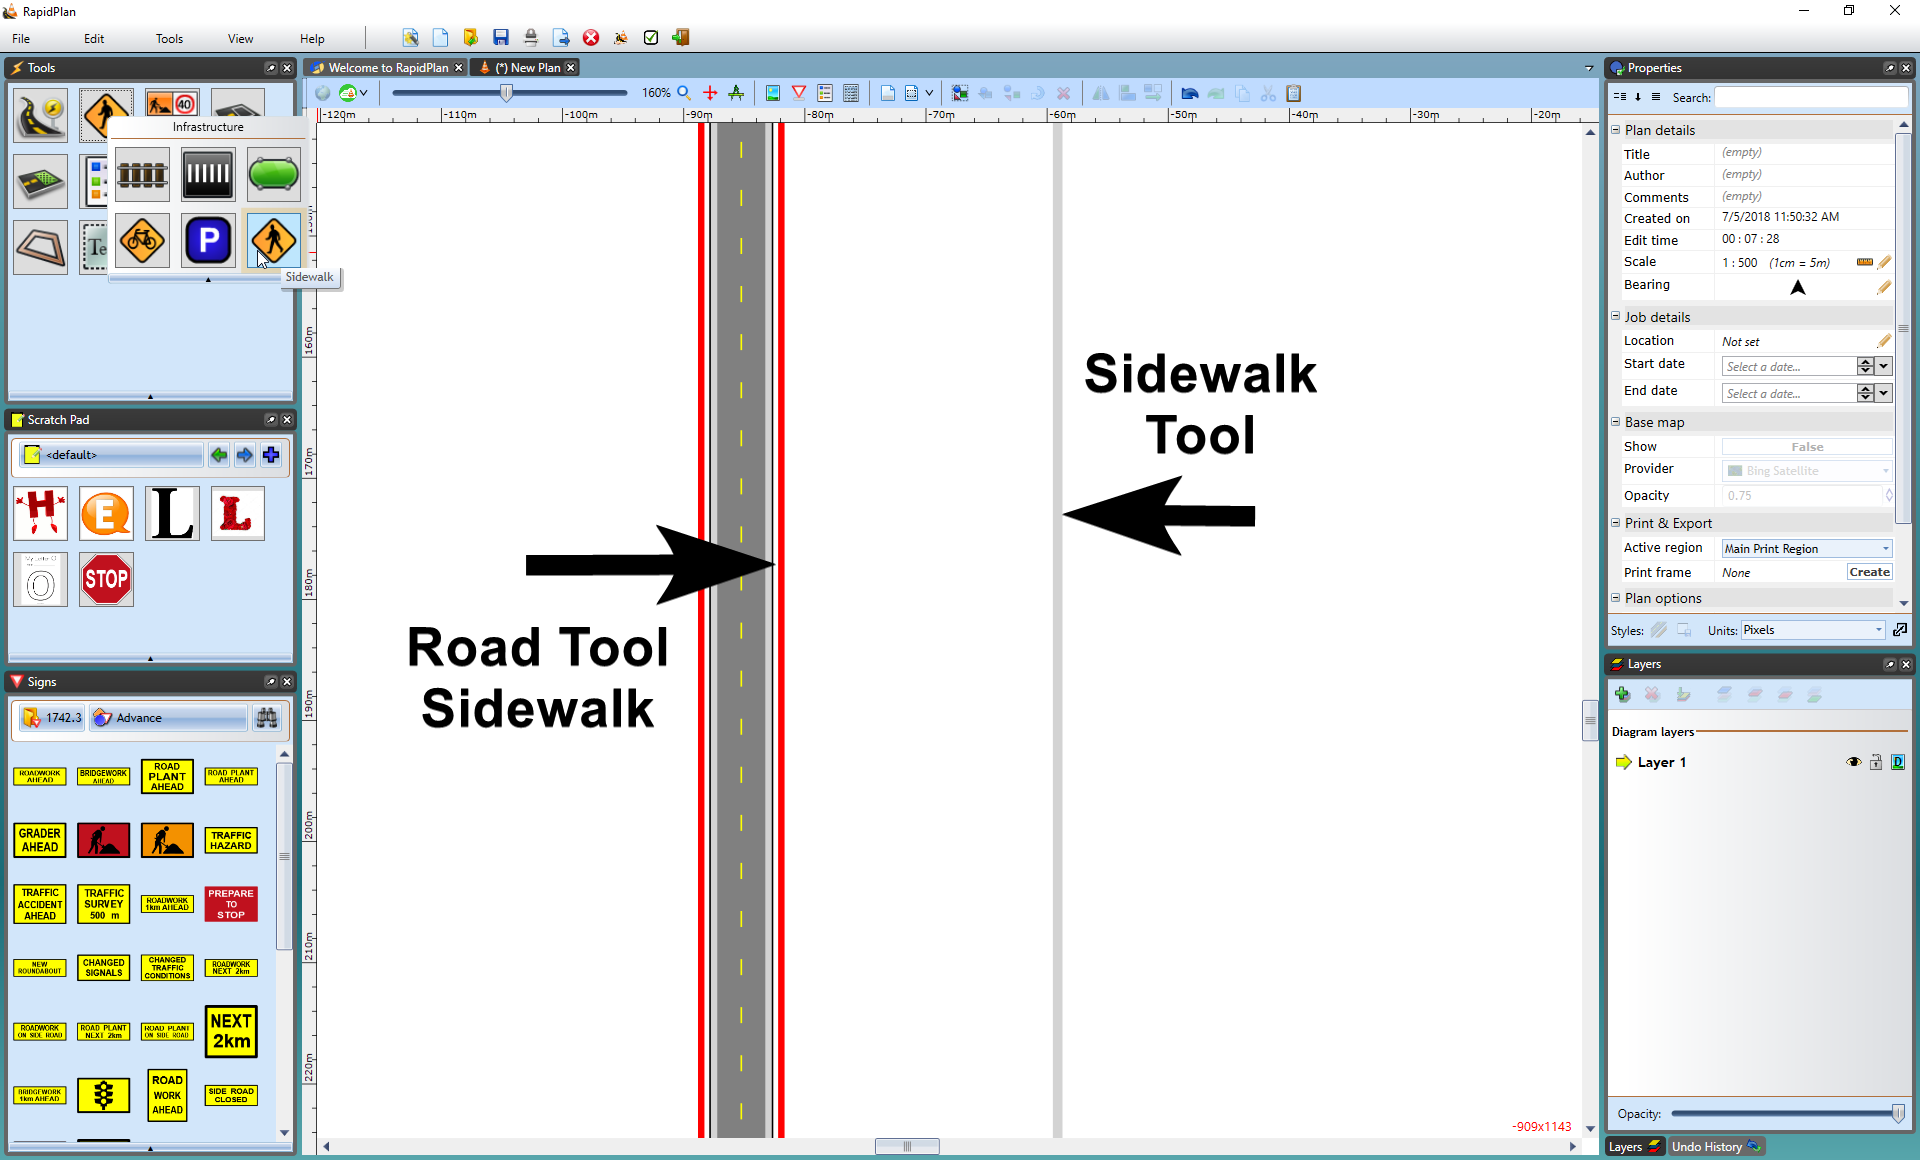 RapidPlan
File Edit Tools View Help
Tools
40
Te
Infrastructure
P
Sidewalk
Scratch Pad
<default>
H
E
L
L
My Letter O
O
STOP
Signs
1742.3 Advance
ROADWORK
AHEAD
BRIDGEWORK
AHEAD
ROAD
PLANT
AHEAD
ROAD PLANT
AHEAD
GRADER
AHEAD
TRAFFIC
HAZARD
TRAFFIC
ACCIDENT
AHEAD
TRAFFIC
SURVEY
500 m
ROADWORK
1km AHEAD
PREPARE
TO
STOP
NEW
ROUNDABOUT
CHANGED
SIGNALS
CHANGED
TRAFFIC
CONDITIONS
ROADWORK
NEXT 2km
ROADWORK
ON SIDE ROAD
ROAD PLANT
NEXT 2km
ROAD PLANT
ON SIDE ROAD
NEXT
2km
BRIDGEWORK
1km AHEAD
ROAD
WORK
AHEAD
SIDE ROAD
CLOSED
Welcome to RapidPlan (*) New Plan
160%
-120m -110m -100m -90m -80m -70m -60m -50m -40m -30m -20m
160m
170m
180m
190m
200m
210m
220m
Sidewalk
Tool
Road Tool
Sidewalk
-909x1143
Properties
Search:
Plan details
Title (empty)
Author (empty)
Comments (empty)
Created on 7/5/2018 11:50:32 AM
Edit time 00 : 07 : 28
Scale 1 : 500 (1cm = 5m)
Bearing
Job details
Location Not set
Start date Select a date...
End date Select a date...
Base map
Show False
Provider Bing Satellite
Opacity 0.75
Print & Export
Active region Main Print Region
Print frame None Create
Plan options
Styles: Units: Pixels
Layers
Diagram layers
Layer 1
D
Opacity:
Layers Undo History